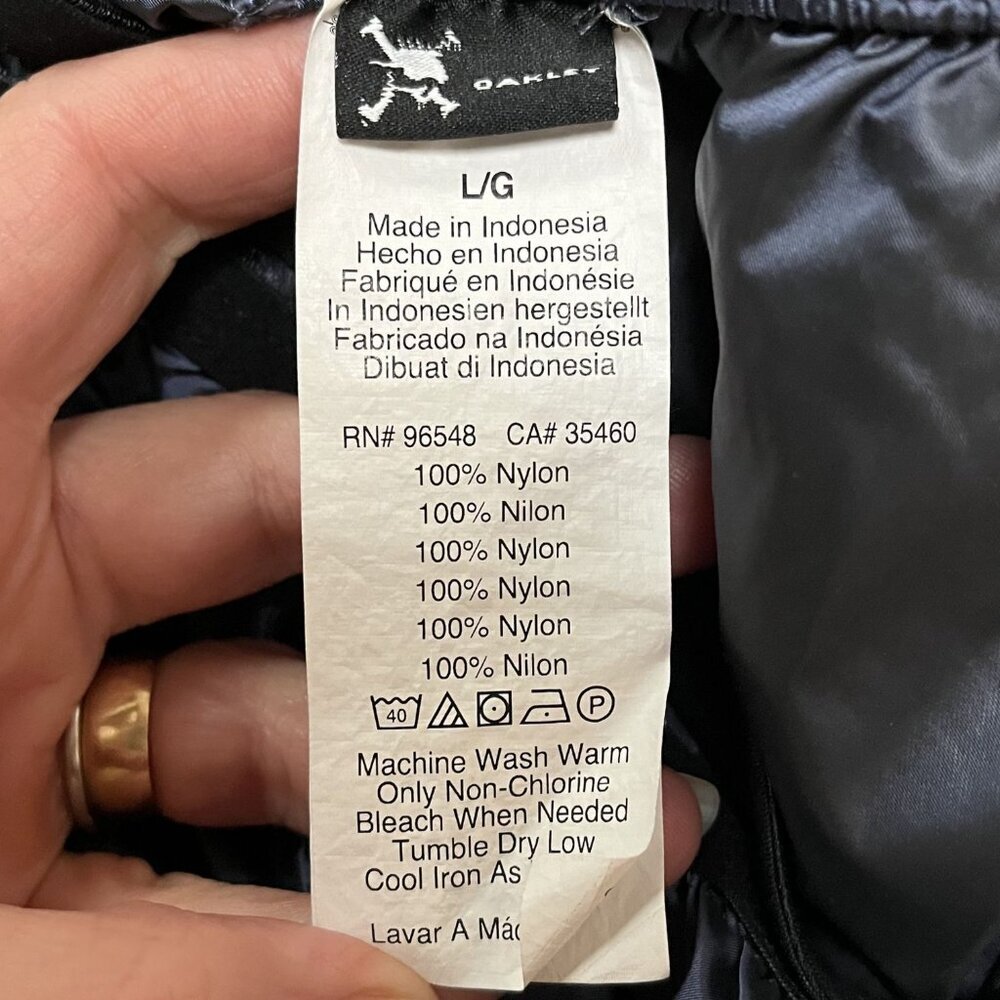 OAKLEY
L/G
Made in Indonesia
Hecho en Indonesia
Fabriqué en Indonésie
In Indonesien hergestellt
Fabricado na Indonésia
Dibuat di Indonesia
RN# 96548 CA# 35460
100% Nylon
100% Nilon
100% Nylon
100% Nylon
100% Nylon
100% Nilon
40 P
Machine Wash Warm
Only Non-Chlorine
Bleach When Needed
Tumble Dry Low
Cool Iron As
Lavar A